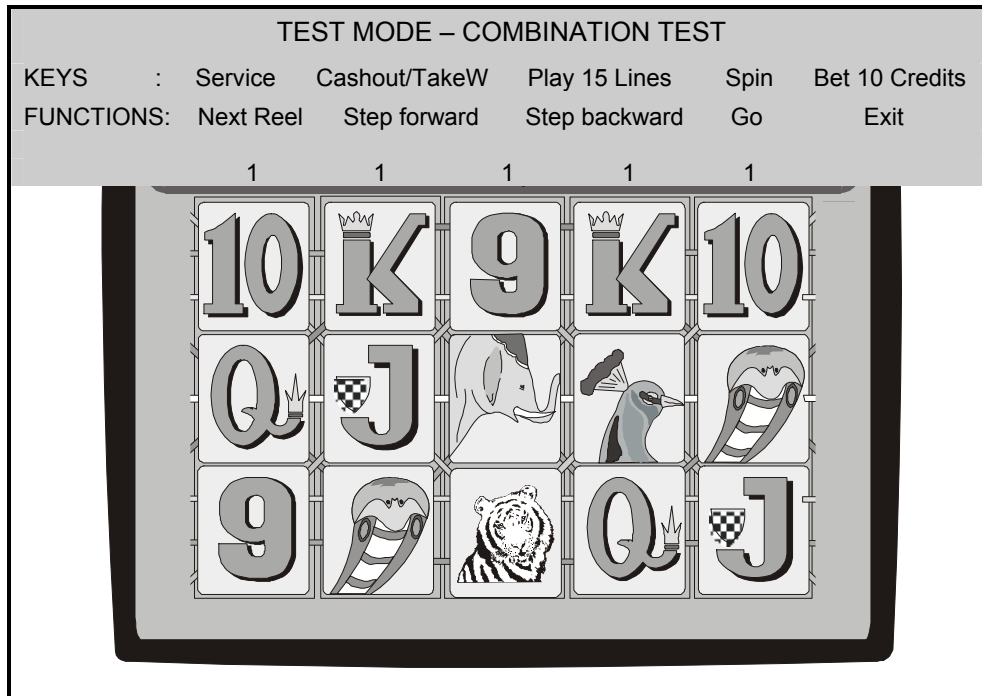 TEST MODE – COMBINATION TEST
KEYS : Service Cashout/TakeW Play 15 Lines Spin Bet 10 Credits
FUNCTIONS: Next Reel Step forward Step backward Go Exit
1 1 1 1 1
10 K 9 K 10
Q J
9 Q J